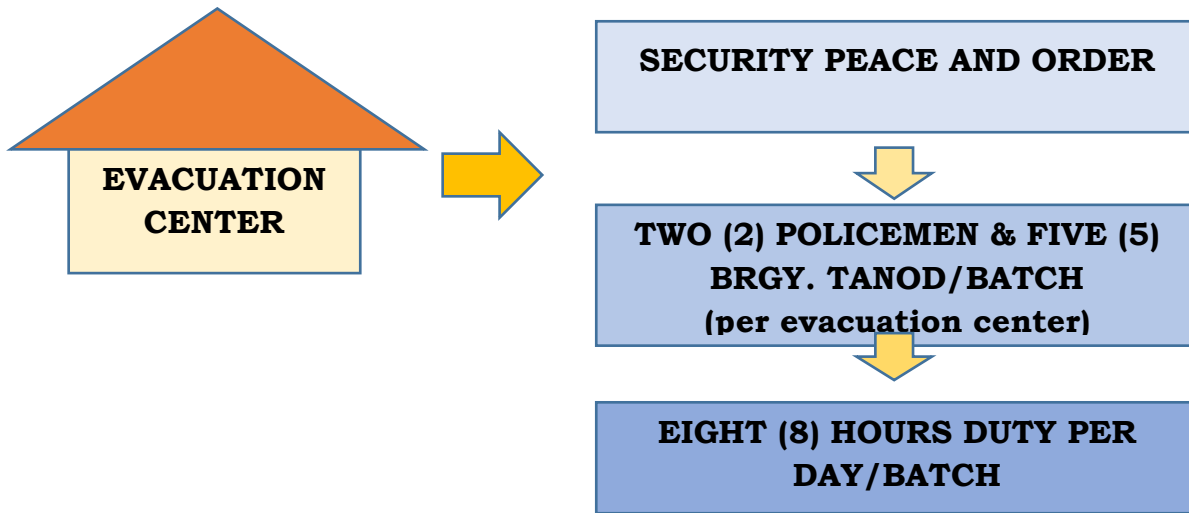 EVACUATION
CENTER
SECURITY PEACE AND ORDER
TWO (2) POLICEMEN & FIVE (5)
BRGY. TANOD/BATCH
(per evacuation center)
EIGHT (8) HOURS DUTY PER
DAY/BATCH